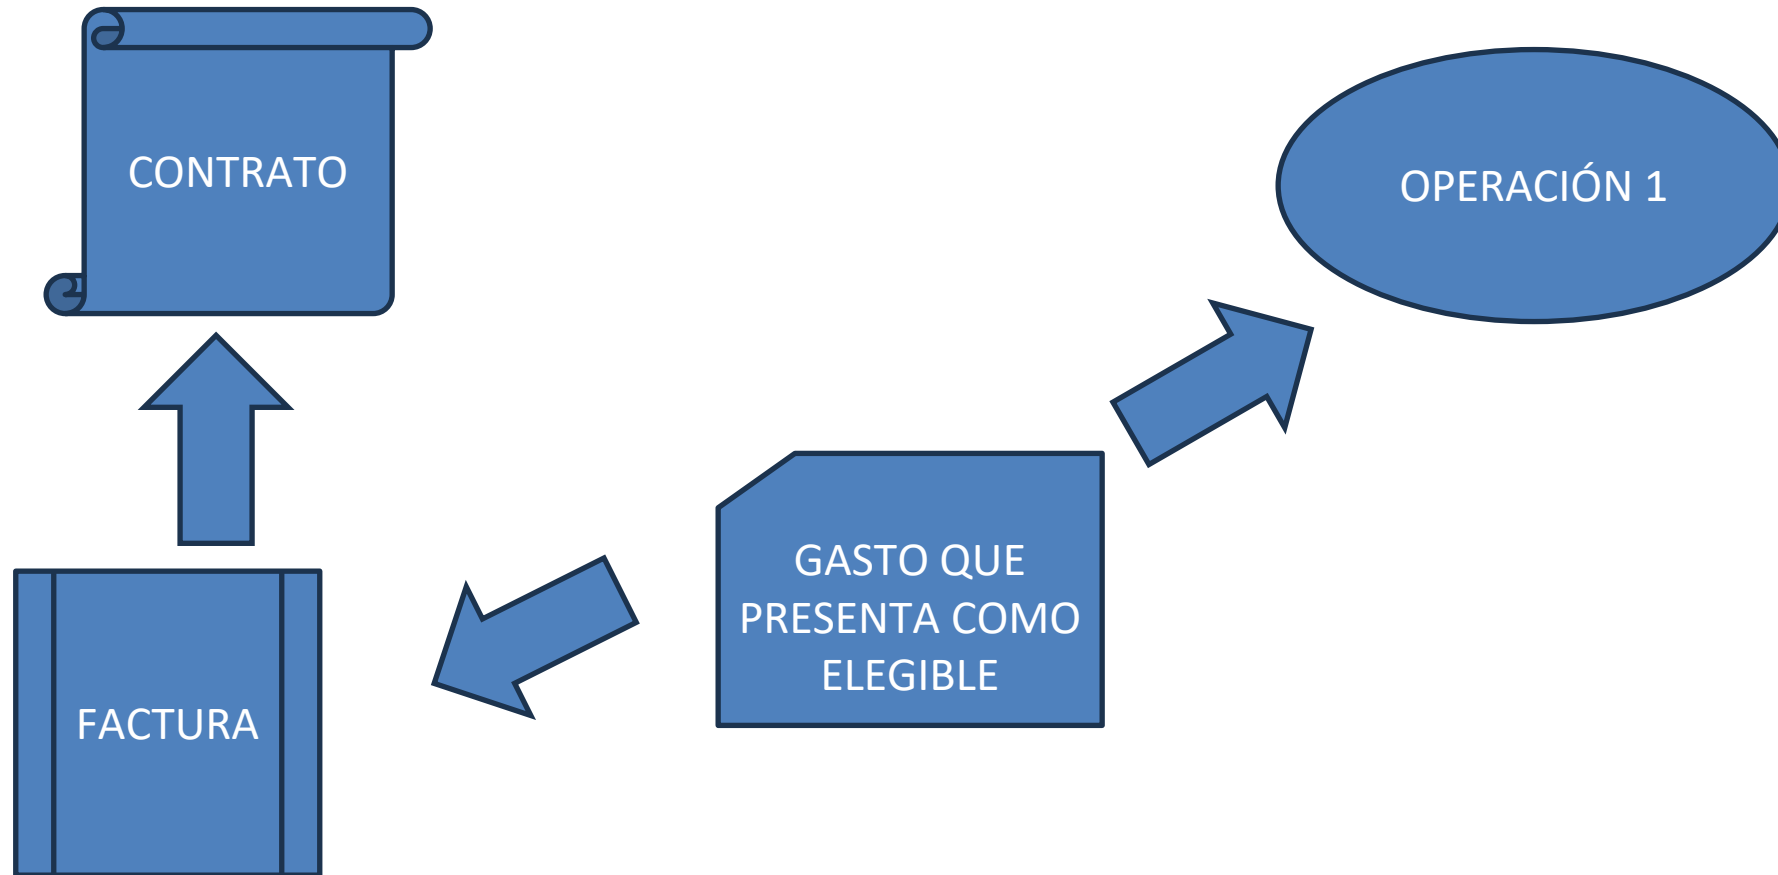 CONTRATO
OPERACIÓN 1
GASTO QUE
PRESENTA COMO
ELEGIBLE
FACTURA